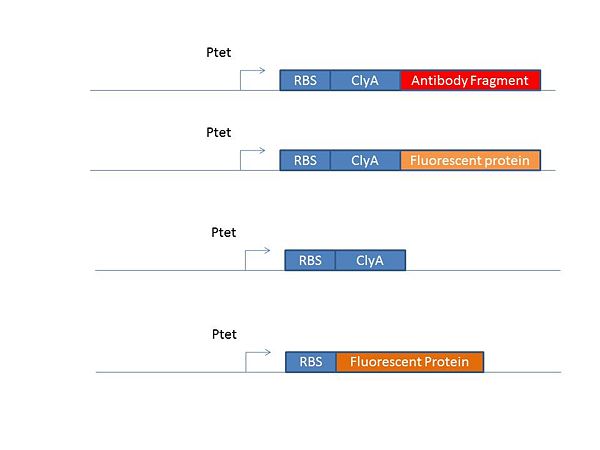 Ptet
RBS ClyA Antibody Fragment
Ptet
RBS ClyA Fluorescent protein
Ptet
RBS ClyA
Ptet
RBS Fluorescent Protein